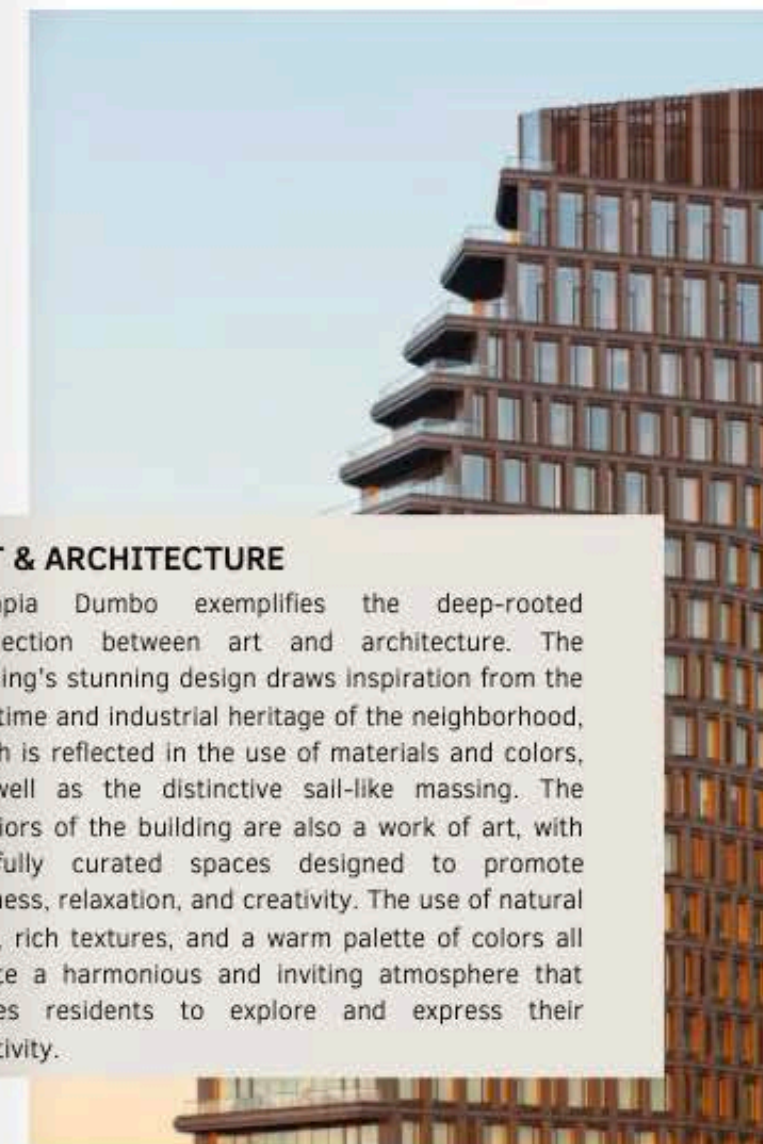 & ARCHITECTURE
Dumbo exemplifies the deep-rooted
between art and architecture. The
stunning design draws inspiration from the
and industrial heritage of the neighborhood,
is reflected in the use of materials and colors,
well as the distinctive sail-like massing. The
of the building are also a work of art, with
curated spaces designed to promote
relaxation, and creativity. The use of natural
rich textures, and a warm palette of colors all
a harmonious and inviting atmosphere that
residents to explore and express their